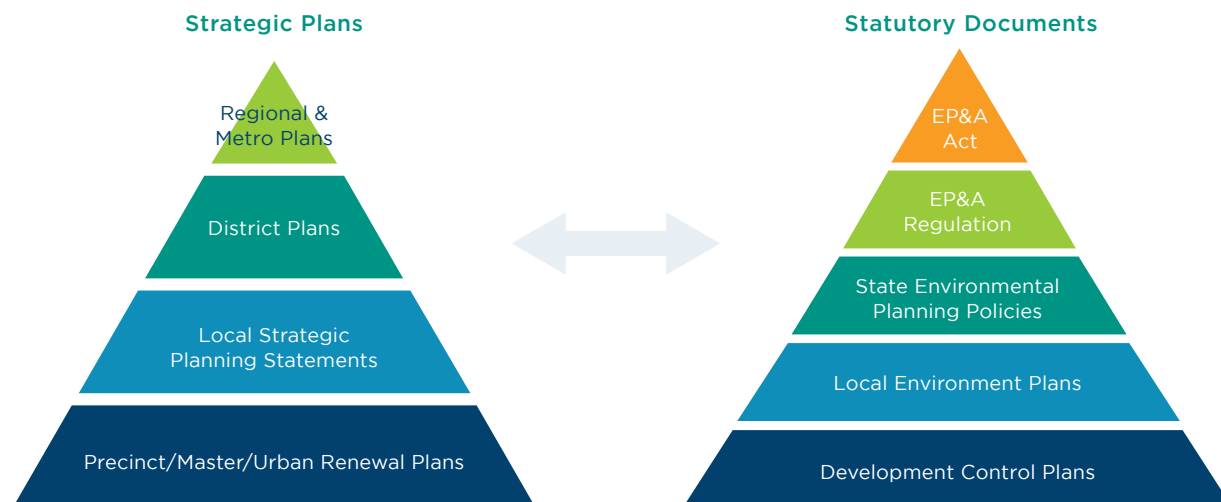 Strategic Plans
Regional &
Metro Plans
District Plans
Local Strategic
Planning Statements
Precinct/Master/Urban Renewal Plans
Statutory Documents
EP&A
Act
EP&A
Regulation
State Environmental
Planning Policies
Local Environment Plans
Development Control Plans